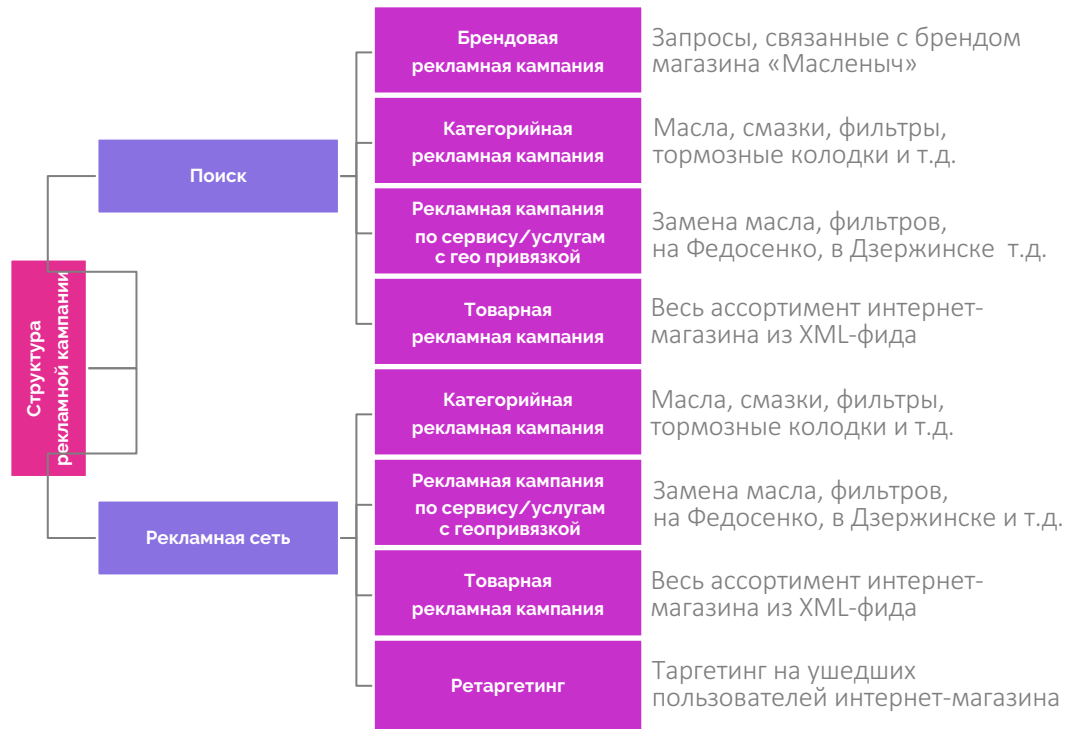 Структура
рекламной кампании
Поиск
Брендовая
рекламная кампания
Запросы, связанные с брендом
магазина «Масленыч»
Категорийная
рекламная кампания
Масла, смазки, фильтры,
тормозные колодки и т.д.
Рекламная кампания
по сервису/услугам
с гео привязкой
Замена масла, фильтров,
на Федосенко, в Дзержинске т.д.
Товарная
рекламная кампания
Весь ассортимент интернет-
магазина из XML-фида
Рекламная сеть
Категорийная
рекламная кампания
Масла, смазки, фильтры,
тормозные колодки и т.д.
Рекламная кампания
по сервису/услугам
с геопривязкой
Замена масла, фильтров,
на Федосенко, в Дзержинске и т.д.
Товарная
рекламная кампания
Весь ассортимент интернет-
магазина из XML-фида
Ретаргетинг
Таргетинг на ушедших
пользователей интернет-магазина